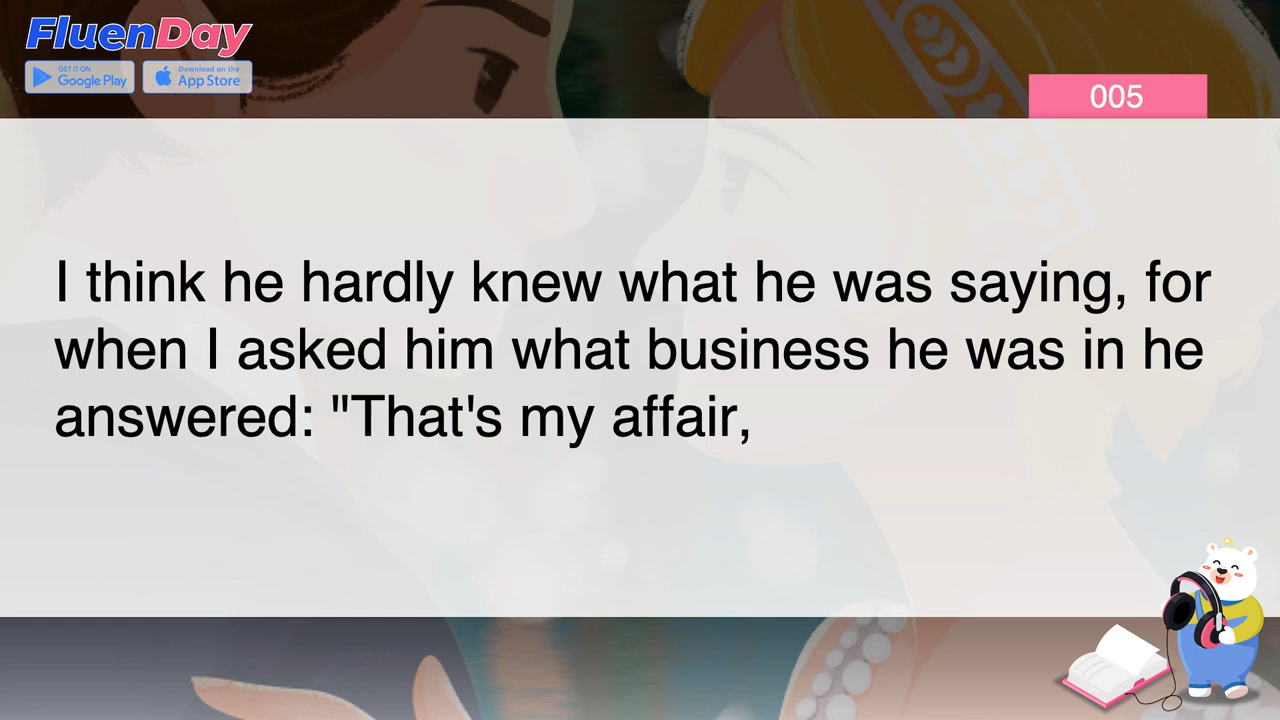 FluenDay
GET IT ON
Google Play
Download on the
App Store
005
I think he hardly knew what he was saying, for
when I asked him what business he was in he
answered: "That's my affair,